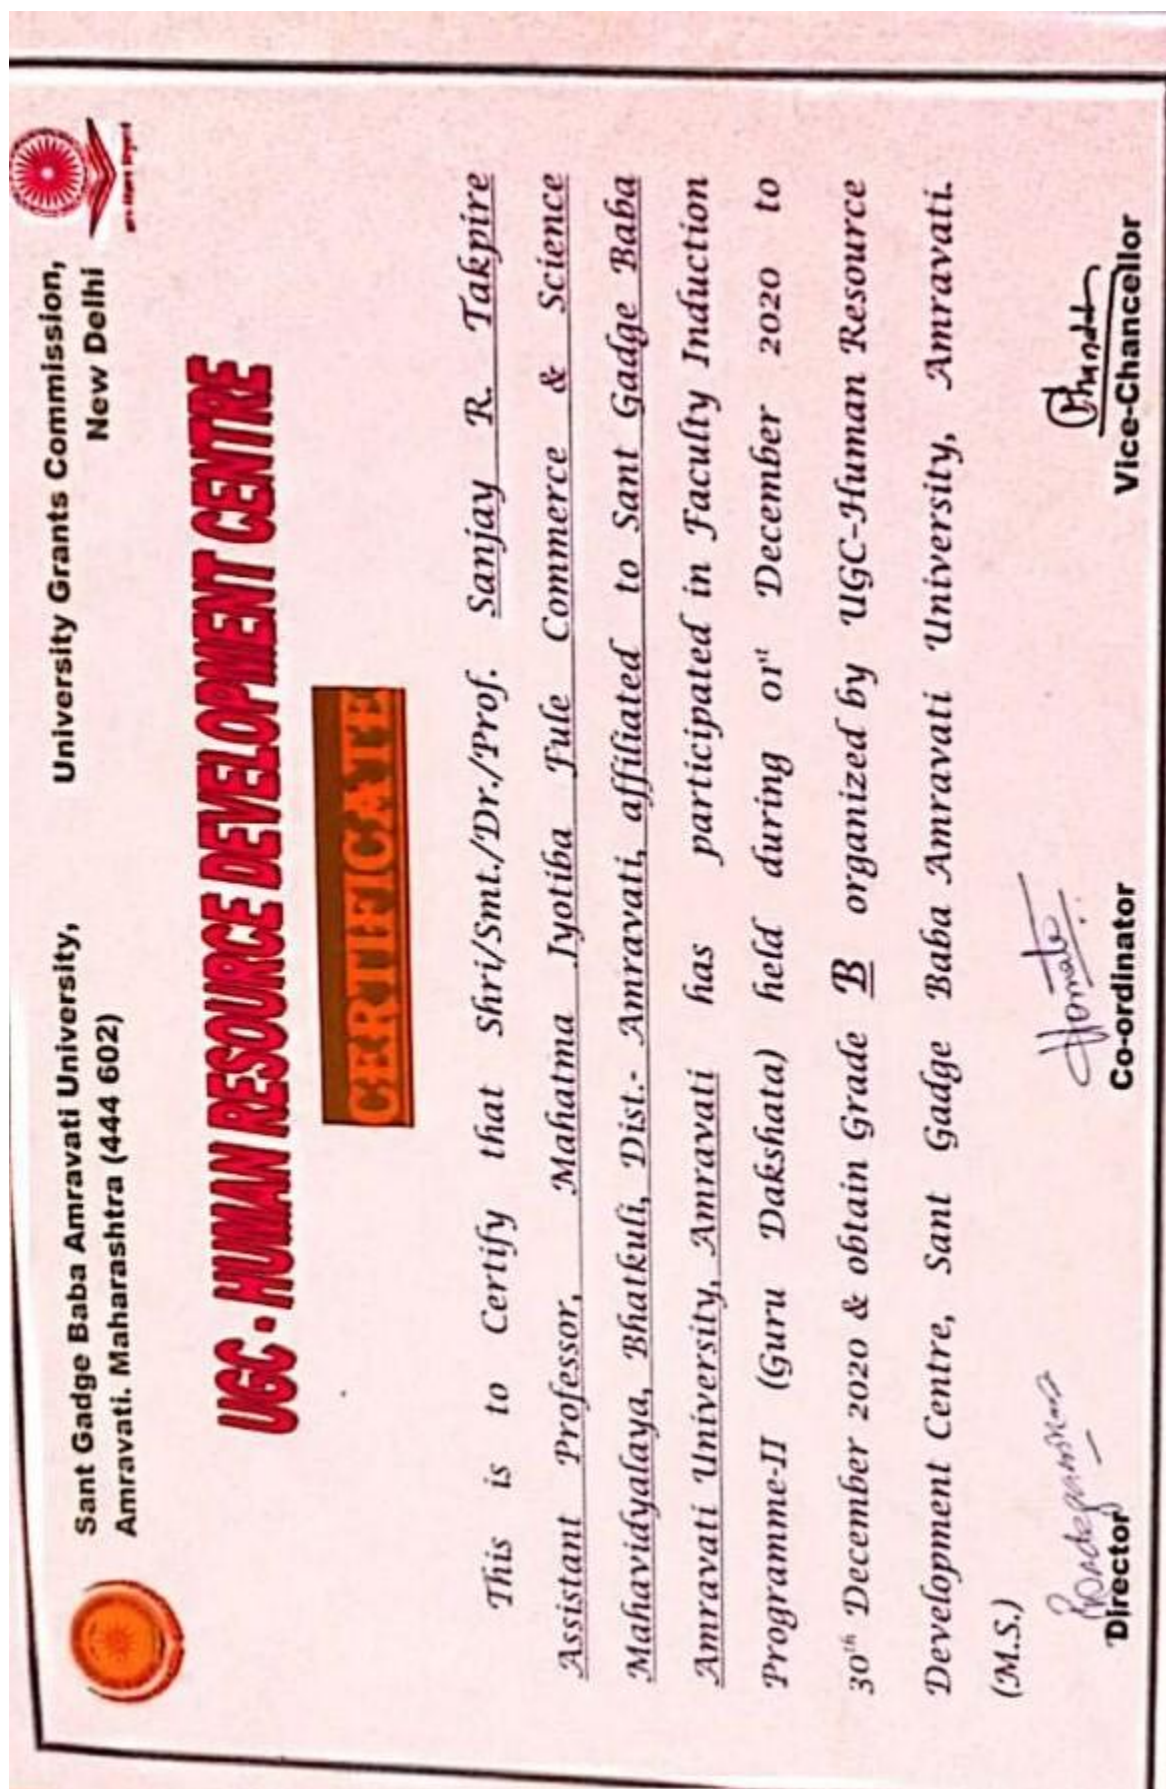 Sant Gadge Baba Amravati University,
Amravati. Maharashtra (444 602)
University Grants Commission,
New Delhi
UGC - HUMAN RESOURCE DEVELOPMENT CENTRE
CERTIFICATE
This is to Certify that Shri/Smt./Dr./Prof. Sanjay R. Takpire
Assistant Professor, Mahatma Jyotiba Fule Commerce & Science
Mahavidyalaya, Bhatkuli, Dist.- Amravati, affiliated to Sant Gadge Baba
Amravati University, Amravati has participated in Faculty Induction
Programme-II (Guru Dakshata) held during 01st December 2020 to
30th December 2020 & obtain Grade B organized by UGC-Human Resource
Development Centre, Sant Gadge Baba Amravati University, Amravati.
(M.S.)
Director
Co-ordinator
Vice-Chancellor